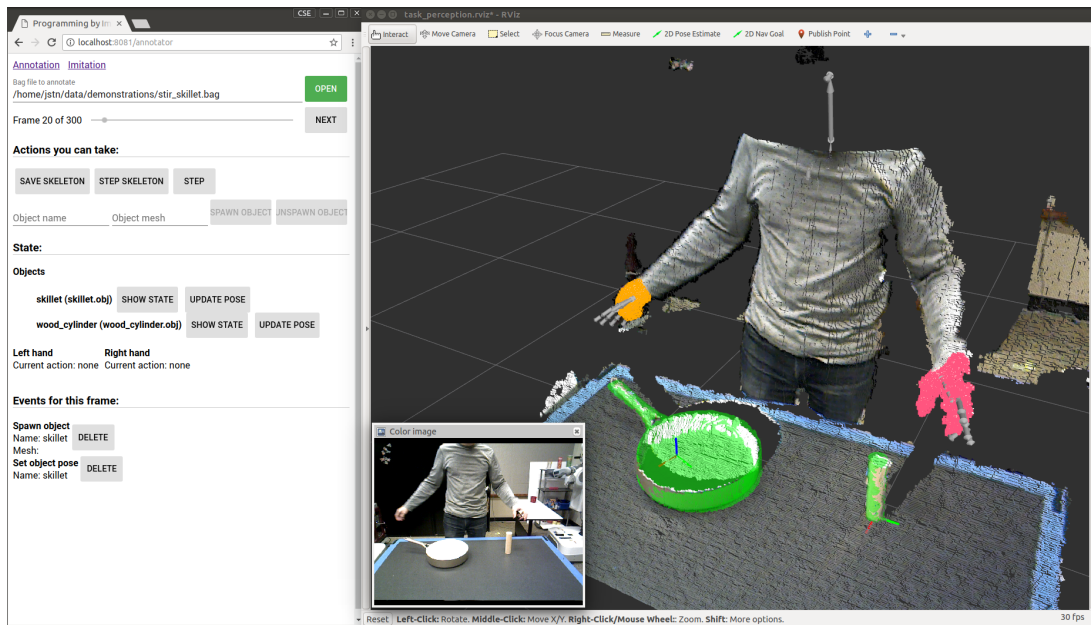 CSE
Programming by Im
localhost:8081/annotator
Annotation Imitation
Bag file to annotate
/home/jstn/data/demonstrations/stir_skillet.bag
OPEN
Frame 20 of 300
NEXT
Actions you can take:
SAVE SKELETON STEP SKELETON STEP
Object name Object mesh SPAWN OBJECT UNSPAWN OBJECT
State:
Objects
skillet (skillet.obj) SHOW STATE UPDATE POSE
wood_cylinder (wood_cylinder.obj) SHOW STATE UPDATE POSE
Left hand Right hand
Current action: none Current action: none
Events for this frame:
Spawn object
Name: skillet DELETE
Mesh:
Set object pose DELETE
Name: skillet
task_perception.rviz* - RViz
Interact Move Camera Select Focus Camera Measure 2D Pose Estimate 2D Nav Goal Publish Point
Color image
Reset Left-Click: Rotate. Middle-Click: Move X/Y. Right-Click/Mouse Wheel:: Zoom. Shift: More options. 30 fps